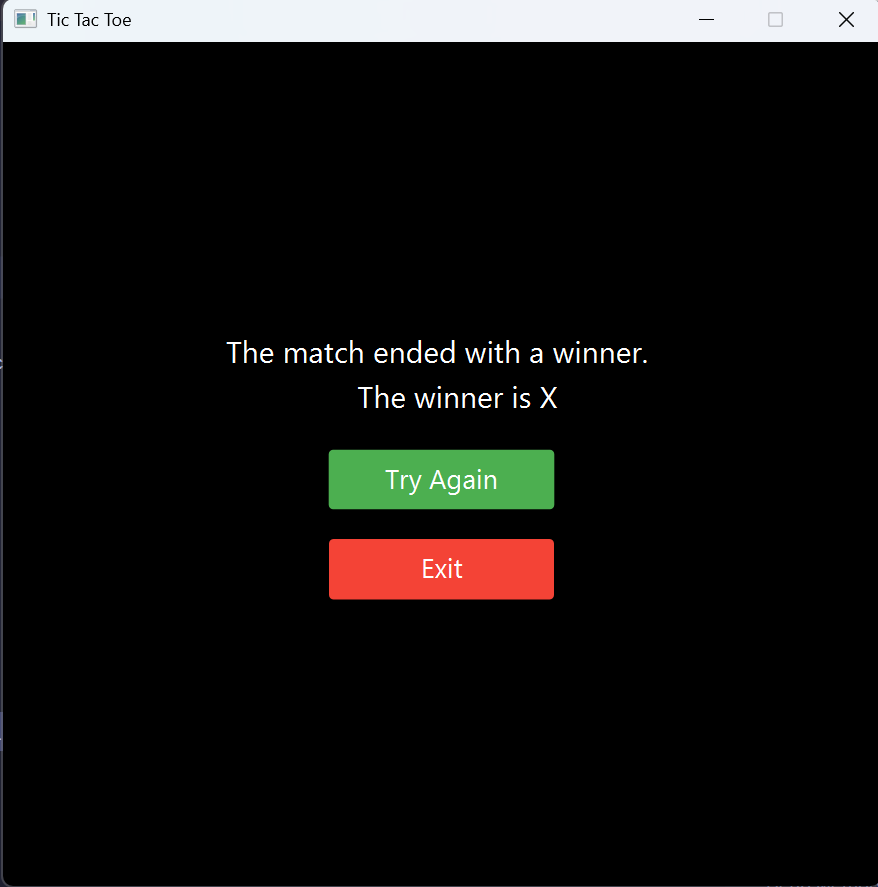 Tic Tac Toe
The match ended with a winner.
The winner is X
Try Again
Exit